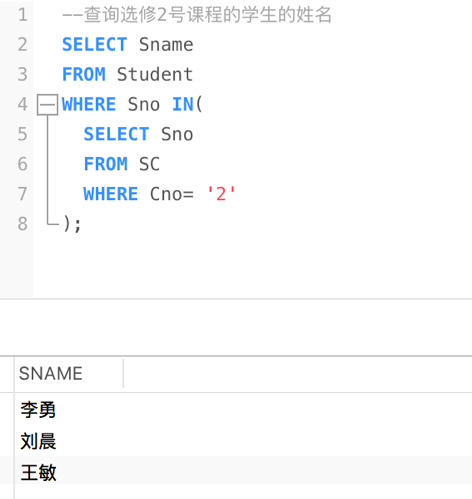 1 --查询选修2号课程的学生的姓名
2 SELECT Sname
3 FROM Student
4 WHERE Sno IN(
5 SELECT Sno
6 FROM SC
7 WHERE Cno= '2'
8 );
SNAME
李勇
刘晨
王敏